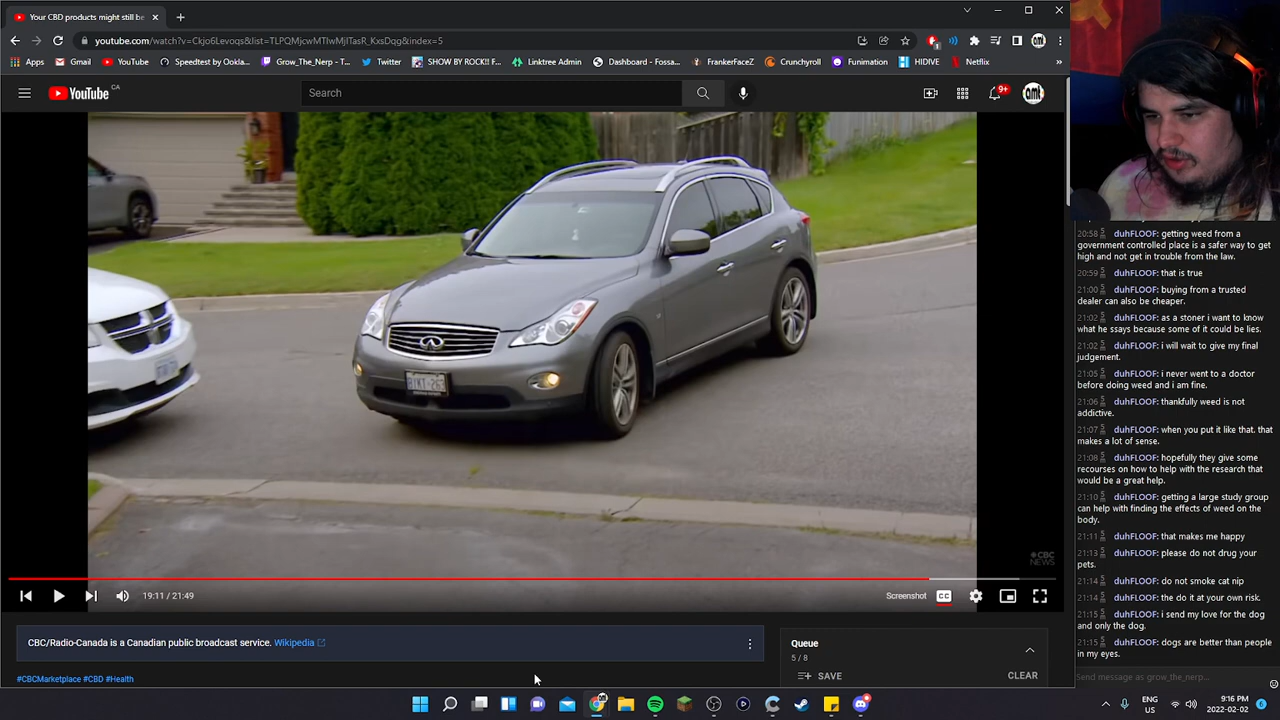 Your CBD products might still be
youtube.com/watch?v=Ckjo6Levoqs&list=TLPQMjcwMTIwMjITasR_KxsDqg&index=5
Apps
Gmail
YouTube
Speedtest by Ookla...
Grow_The_Nerp - T...
Twitter
SHOW BY ROCK!! F...
Linktree Admin
Dashboard - Fossa...
FrankerFaceZ
Crunchyroll
Funimation
HIDIVE
Netflix
YouTube CA
Search
9+
amt
CBC
NEWS
19:11 / 21:49
Screenshot
CC
CBC/Radio-Canada is a Canadian public broadcast service. Wikipedia
#CBCMarketplace #CBD #Health
Queue
5 / 8
SAVE
CLEAR
20:58 duhFLOOF: getting weed from a
government controlled place is a safer way to get
high and not get in trouble from the law.
20:59 duhFLOOF: that is true
21:00 duhFLOOF: buying from a trusted
dealer can also be cheaper.
21:02 duhFLOOF: as a stoner i want to know
what he ssays because some of it could be lies.
21:02 duhFLOOF: i will wait to give my final
judgement.
21:05 duhFLOOF: i never went to a doctor
before doing weed and i am fine.
21:06 duhFLOOF: thankfully weed is not
addictive.
21:07 duhFLOOF: when you put it like that. that
makes a lot of sense.
21:08 duhFLOOF: hopefully they give some
recourses on how to help with the research that
would be a great help.
21:10 duhFLOOF: getting a large study group
can help with finding the effects of weed on the
body.
21:11 duhFLOOF: that makes me happy
21:13 duhFLOOF: please do not drug your
pets.
21:14 duhFLOOF: do not smoke cat nip
21:14 duhFLOOF: the do it at your own risk.
21:15 duhFLOOF: i send my love for the dog
and only the dog.
21:15 duhFLOOF: dogs are better than people
in my eyes.
Send message as grow_the_nerp...
ENG
US
9:16 PM
2022-02-02